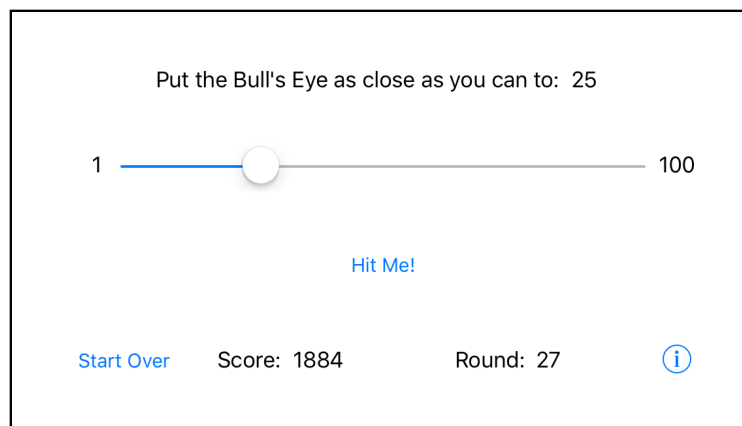 Put the Bull's Eye as close as you can to: 25
1 100
Hit Me!
Start Over Score: 1884 Round: 27 i